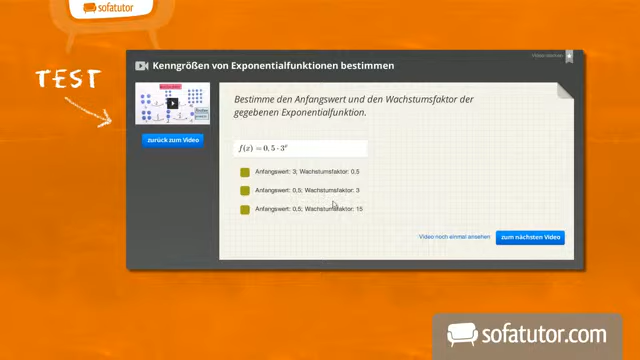 sofatutor
TEST
Kenngrößen von Exponentialfunktionen bestimmen
zurück zum Video
Bestimme den Anfangswert und den Wachstumsfaktor der
gegebenen Exponentialfunktion.
f(x) = 0,5 · 3ˣ
Anfangswert: 3; Wachstumsfaktor: 0,5
Anfangswert: 0,5; Wachstumsfaktor: 3
Anfangswert: 0,5; Wachstumsfaktor: 15
Video noch einmal ansehen
zum nächsten Video
sofatutor.com